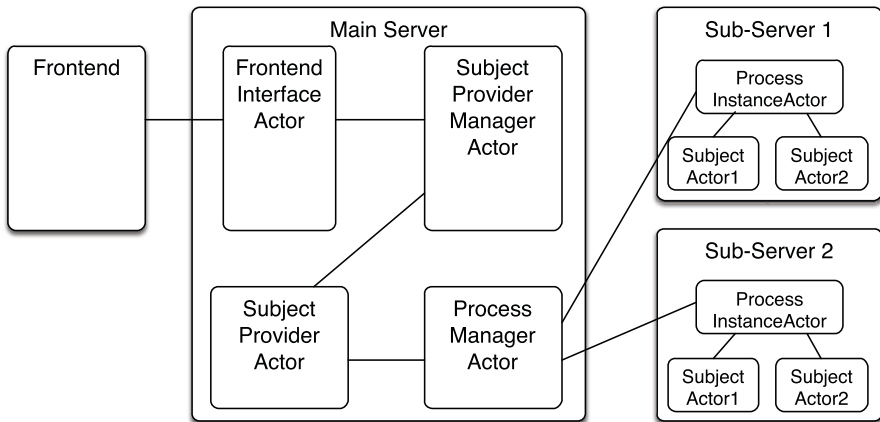 Main Server
Frontend
Frontend
Interface
Actor
Subject
Provider
Manager
Actor
Subject
Provider
Actor
Process
Manager
Actor
Sub-Server 1
Process
InstanceActor
Subject
Actor1
Subject
Actor2
Sub-Server 2
Process
InstanceActor
Subject
Actor1
Subject
Actor2